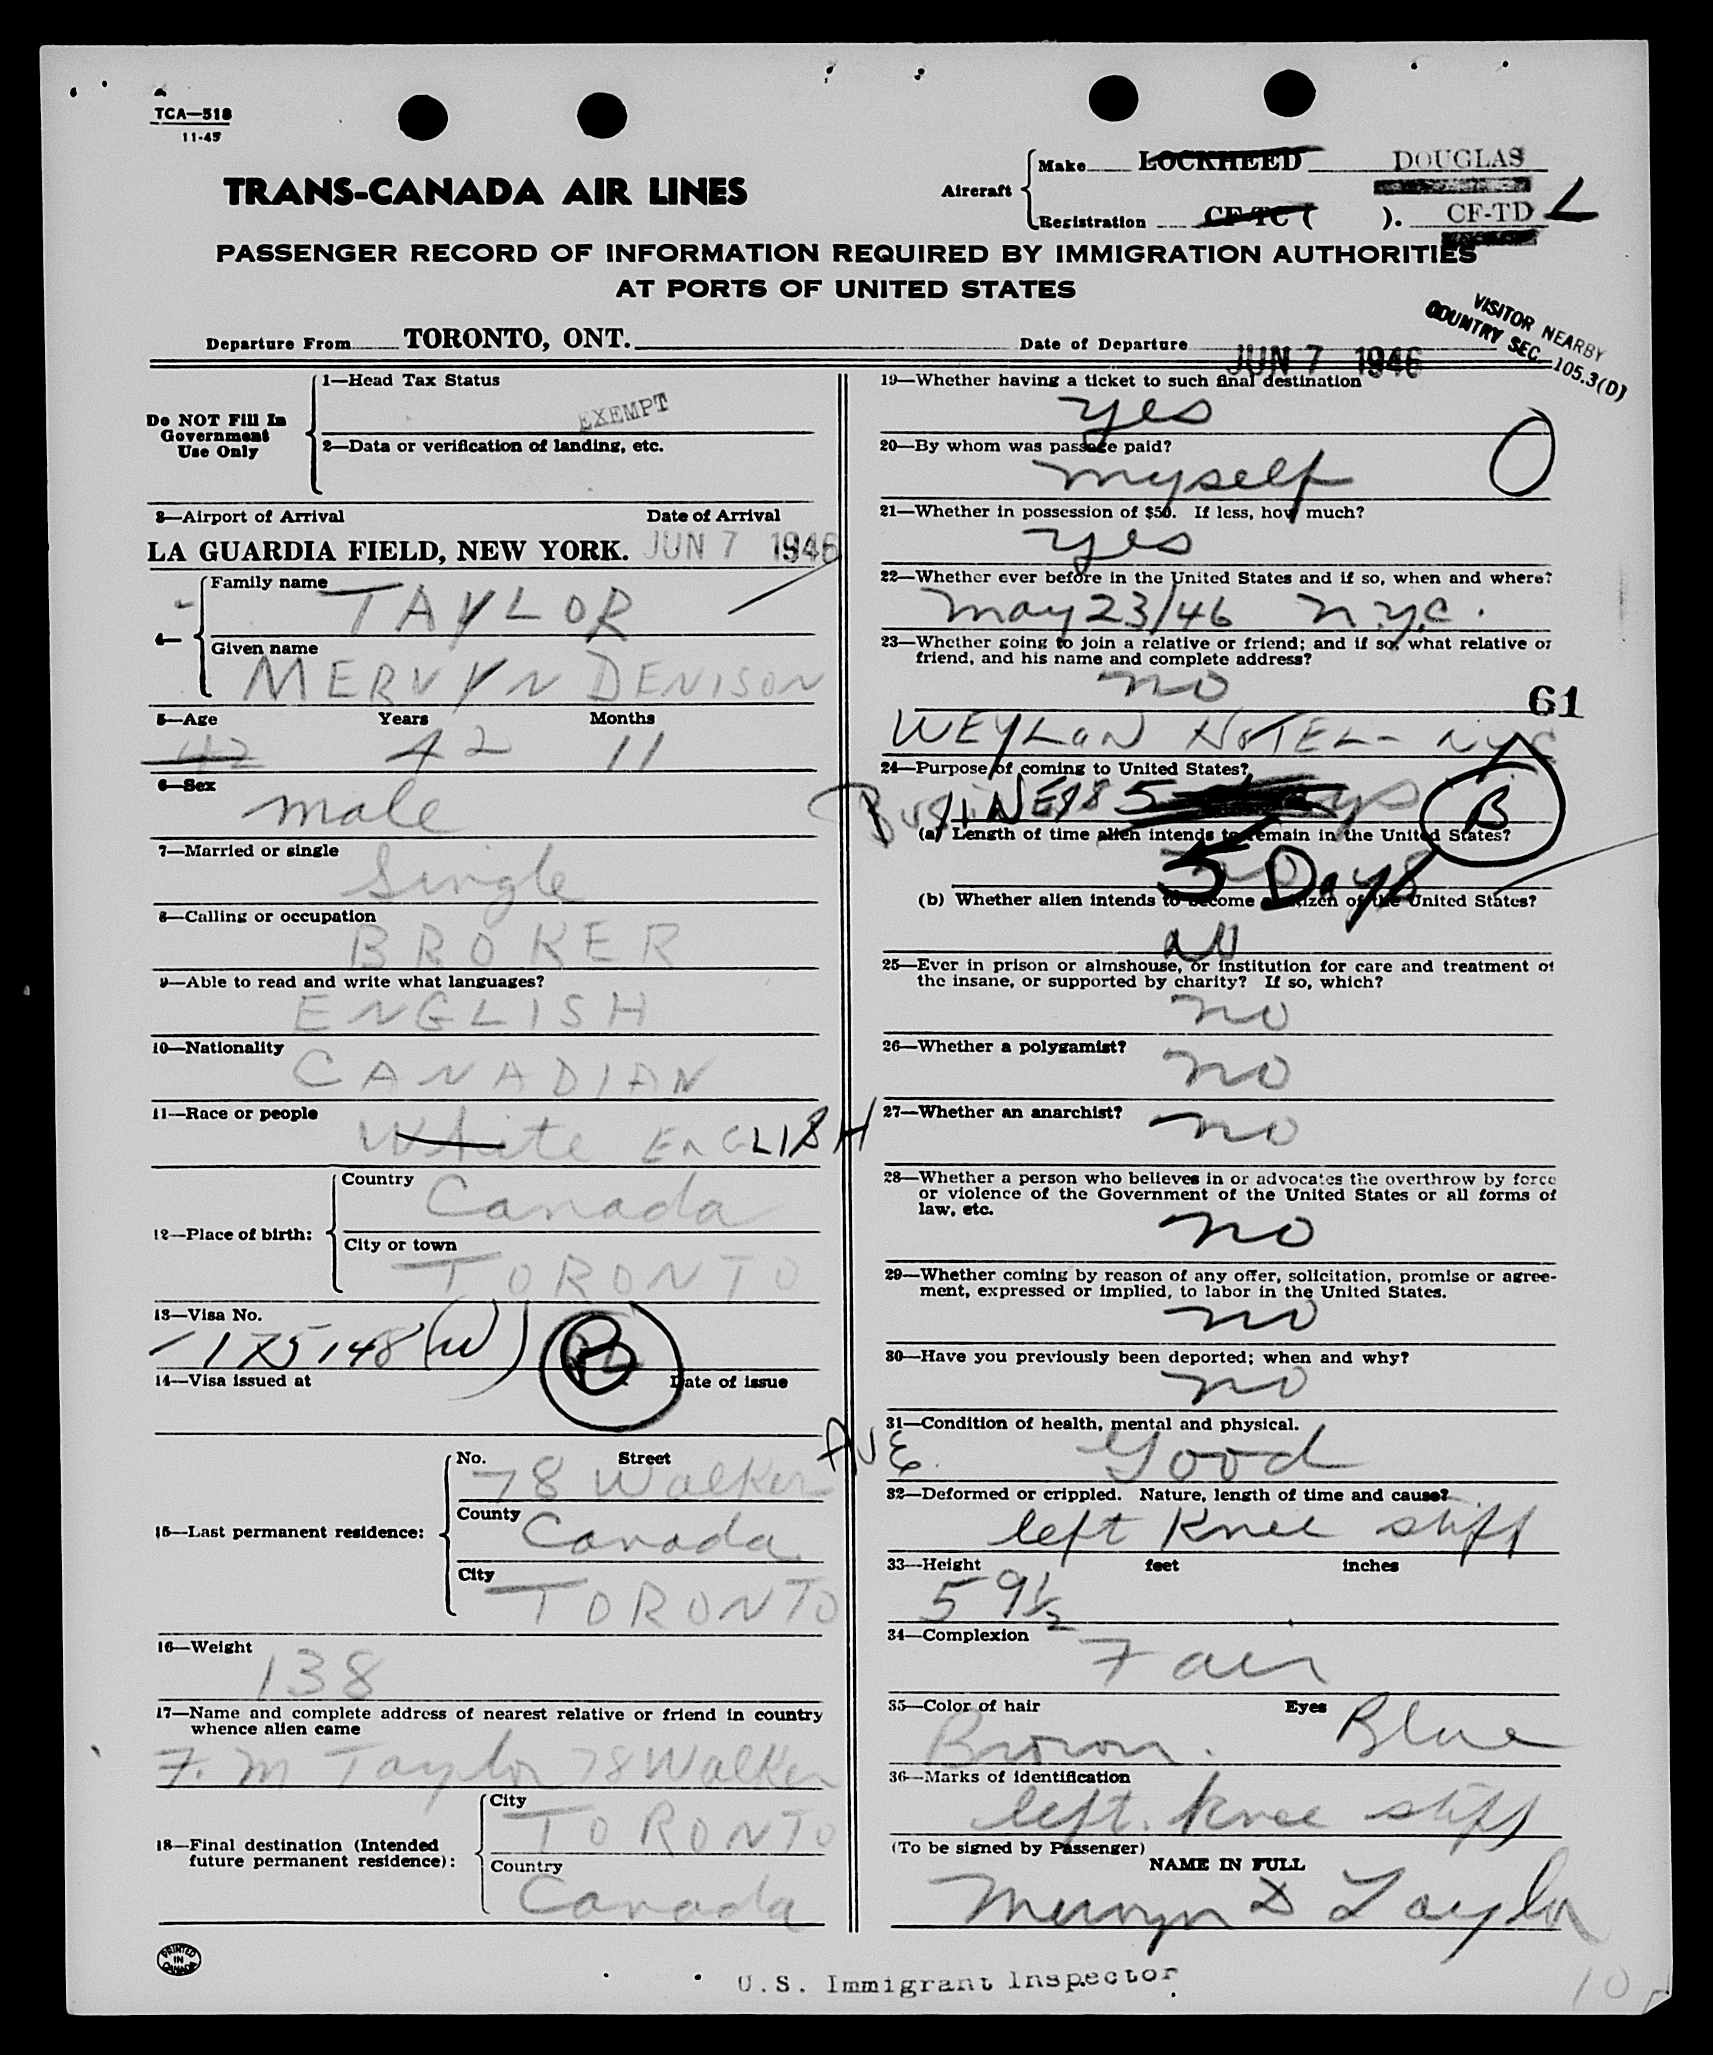 TCA—518
11-45
TRANS-CANADA AIR LINES
Aircraft
Make LOCKHEED DOUGLAS
Registration CF-TC ( ). CF-TD L
PASSENGER RECORD OF INFORMATION REQUIRED BY IMMIGRATION AUTHORITIES
AT PORTS OF UNITED STATES
VISITOR NEARBY
COUNTRY SEC. 105.3(D)
Departure From TORONTO, ONT. Date of Departure JUN 7 1946
Do NOT Fill In
Government
Use Only
1—Head Tax Status
EXEMPT
2—Data or verification of landing, etc.
3—Airport of Arrival Date of Arrival
LA GUARDIA FIELD, NEW YORK. JUN 7 1946
4—
Family name
TAYLOR
Given name
MERVYN DENISON
5—Age Years Months
42 42 11
6—Sex
male
7—Married or single
Single
8—Calling or occupation
BROKER
9—Able to read and write what languages?
ENGLISH
10—Nationality
CANADIAN
11—Race or people
White ENGLISH
12—Place of birth:
Country
Canada
City or town
TORONTO
13—Visa No.
1175148 (W) B
14—Visa issued at Date of issue
15—Last permanent residence:
No. Street
78 Walker AVE
County
Canada
City
TORONTO
16—Weight
138
17—Name and complete address of nearest relative or friend in country
whence alien came
F. M Taylor 78 Walker
18—Final destination (Intended
future permanent residence):
City
TORONTO
Country
Canada
PRINTED
IN
CANADA
19—Whether having a ticket to such final destination
yes
20—By whom was passage paid?
myself
O
21—Whether in possession of $50. If less, how much?
yes
22—Whether ever before in the United States and if so, when and where?
May 23/46 N.Y.C.
23—Whether going to join a relative or friend; and if so, what relative or
friend, and his name and complete address?
no
61
WEYLON HOTEL - NYC
24—Purpose of coming to United States?
BUSINESS 5
B
(a) Length of time alien intends to remain in the United States?
5 Days
(b) Whether alien intends to become a citizen of the United States?
no
25—Ever in prison or almshouse, or institution for care and treatment of
the insane, or supported by charity? If so, which?
no
26—Whether a polygamist?
no
27—Whether an anarchist?
no
28—Whether a person who believes in or advocates the overthrow by force
or violence of the Government of the United States or all forms of
law, etc.
no
29—Whether coming by reason of any offer, solicitation, promise or agree-
ment, expressed or implied, to labor in the United States.
no
30—Have you previously been deported; when and why?
no
31—Condition of health, mental and physical.
Good
32—Deformed or crippled. Nature, length of time and cause?
left Knee stiff
33—Height feet inches
5 9½
34—Complexion
Fair
35—Color of hair Eyes
Brown. Blue
36—Marks of identification
left. knee stiff
(To be signed by Passenger)
NAME IN FULL
Mervyn D Taylor
U.S. Immigrant Inspector
10